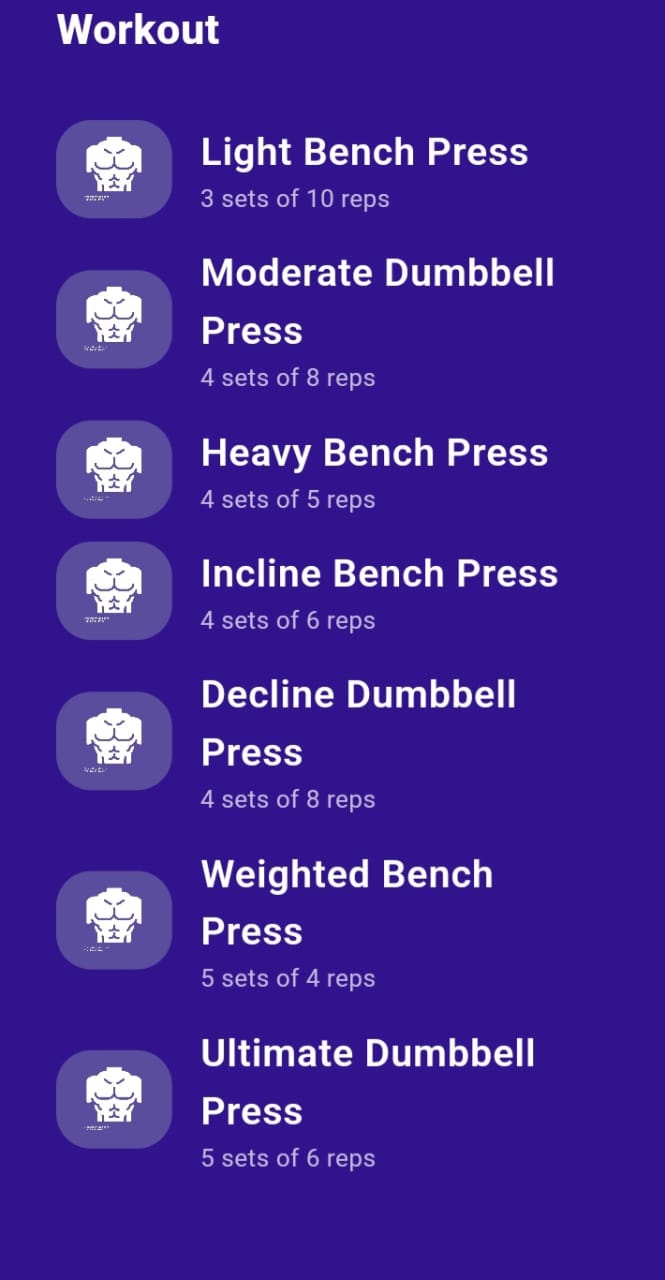 Workout
Light Bench Press
3 sets of 10 reps
Moderate Dumbbell
Press
4 sets of 8 reps
Heavy Bench Press
4 sets of 5 reps
Incline Bench Press
4 sets of 6 reps
Decline Dumbbell
Press
4 sets of 8 reps
Weighted Bench
Press
5 sets of 4 reps
Ultimate Dumbbell
Press
5 sets of 6 reps